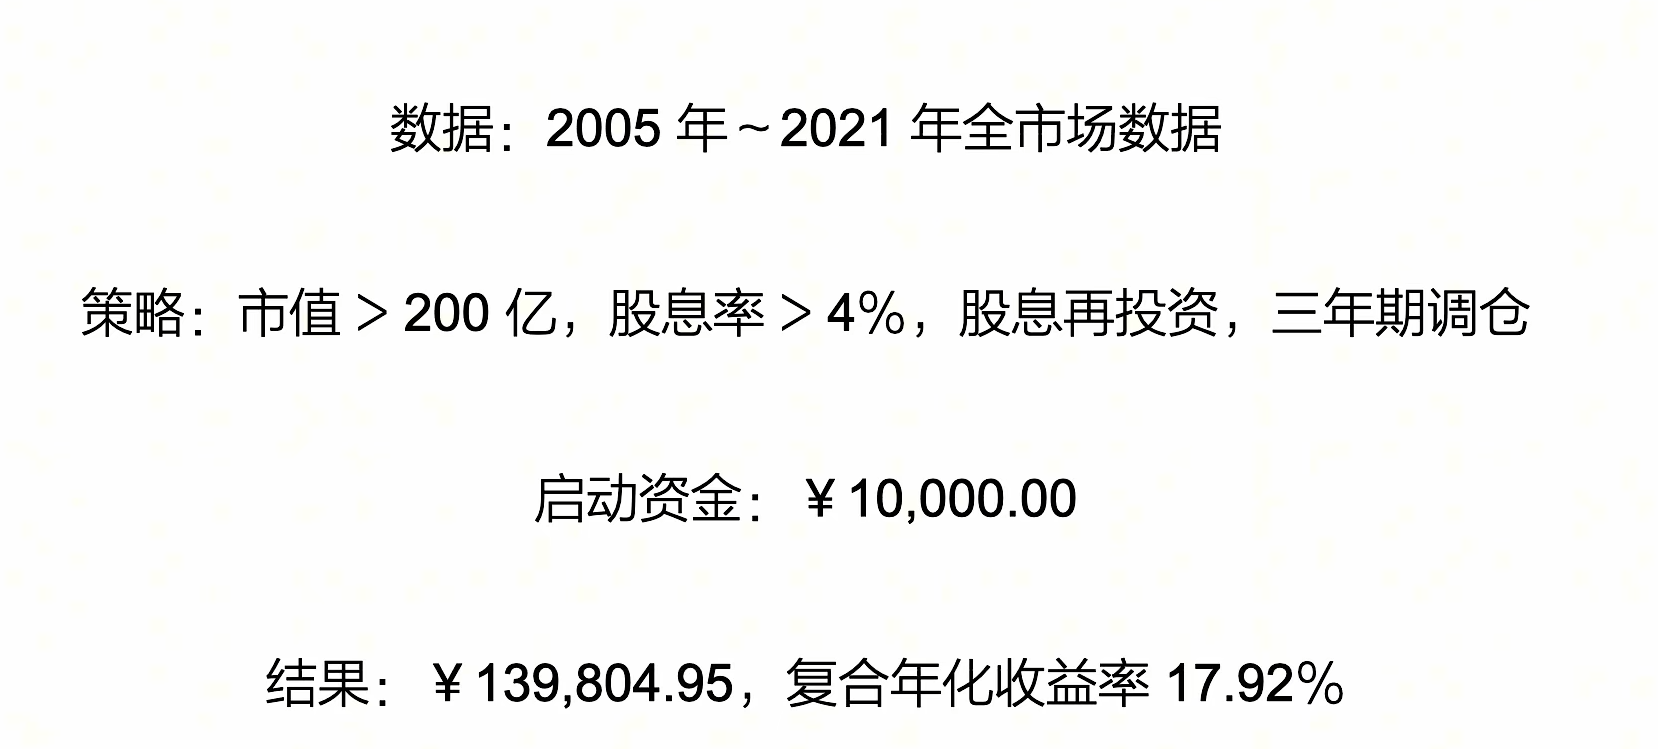 数据：2005 年~2021 年全市场数据
策略：市值 > 200 亿，股息率 > 4%，股息再投资，三年期调仓
启动资金：￥10,000.00
结果：￥139,804.95，复合年化收益率 17.92%